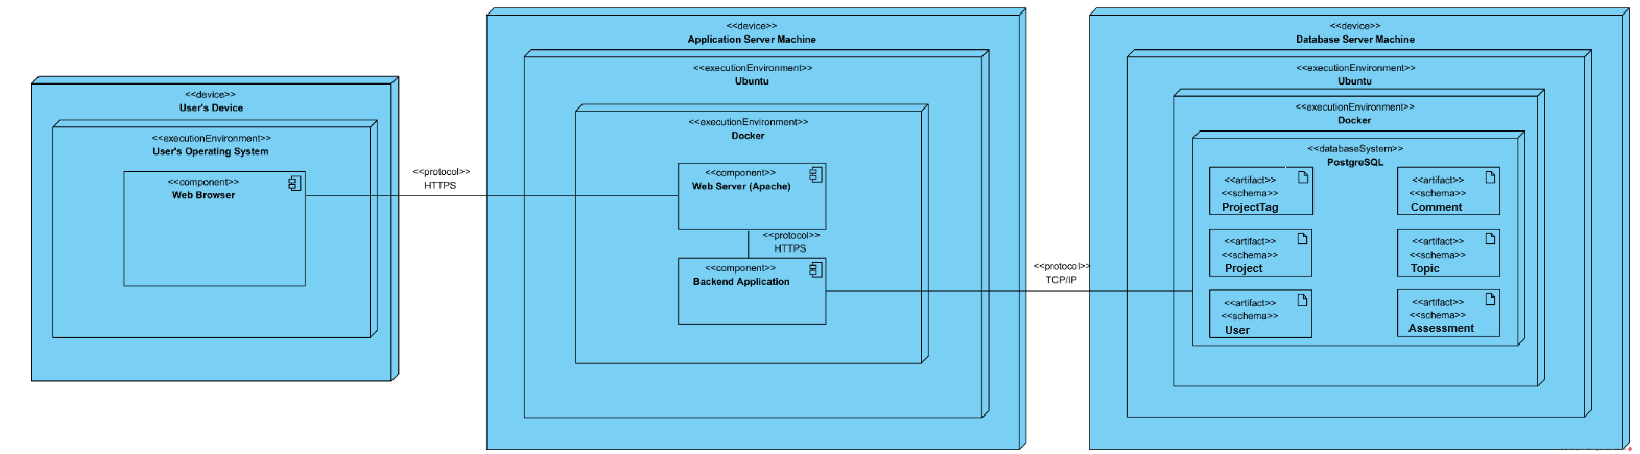 <<device>>
User's Device
<<executionEnvironment>>
User's Operating System
<<component>>
Web Browser
<<protocol>>
HTTPS
<<device>>
Application Server Machine
<<executionEnvironment>>
Ubuntu
<<executionEnvironment>>
Docker
<<component>>
Web Server (Apache)
<<protocol>>
HTTPS
<<component>>
Backend Application
<<protocol>>
TCP/IP
<<device>>
Database Server Machine
<<executionEnvironment>>
Ubuntu
<<executionEnvironment>>
Docker
<<databaseSystem>>
PostgreSQL
<<artifact>>
<<schema>>
ProjectTag
<<artifact>>
<<schema>>
Comment
<<artifact>>
<<schema>>
Project
<<artifact>>
<<schema>>
Topic
<<artifact>>
<<schema>>
User
<<artifact>>
<<schema>>
Assessment